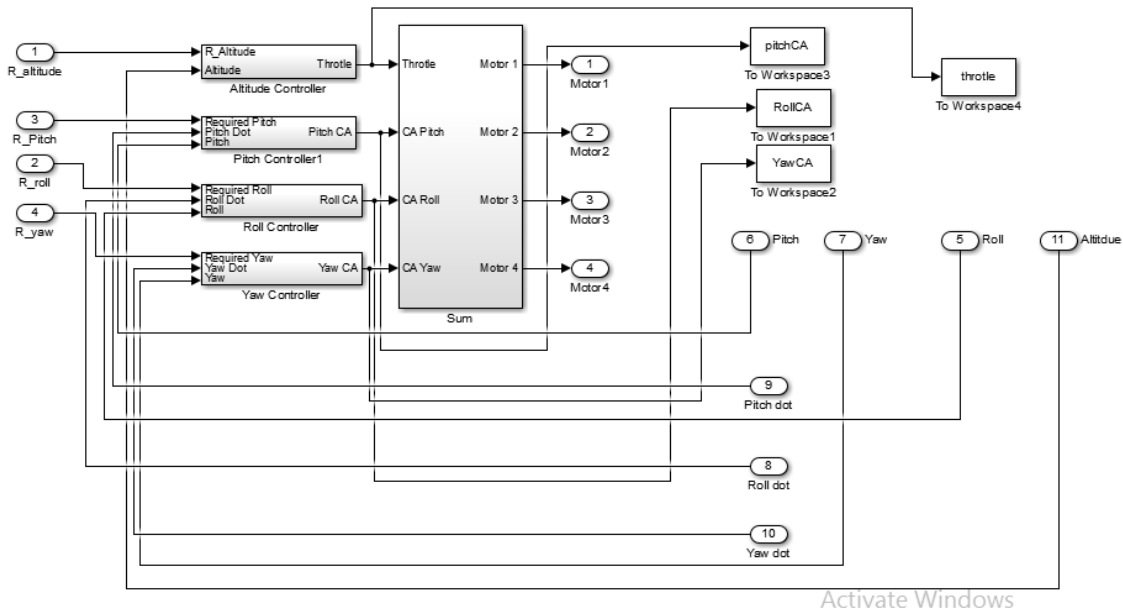 1
R_altitude
3
R_Pitch
2
R_roll
4
R_yaw
R_Altitude
Altitude
Throtle
Altitude Controller
Required Pitch
Pitch Dot
Pitch
Pitch CA
Pitch Controller1
Required Roll
Roll Dot
Roll
Roll CA
Roll Controller
Required Yaw
Yaw Dot
Yaw
Yaw CA
Yaw Controller
Throtle
CA Pitch
CA Roll
CA Yaw
Motor 1
Motor 2
Motor 3
Motor 4
Sum
1
Motor1
2
Motor2
3
Motor3
4
Motor4
pitchCA
To Workspace3
RollCA
To Workspace1
YawCA
To Workspace2
throtle
To Workspace4
6 Pitch
7 Yaw
5 Roll
11 Altitdue
9
Pitch dot
8
Roll dot
10
Yaw dot
Activate Windows